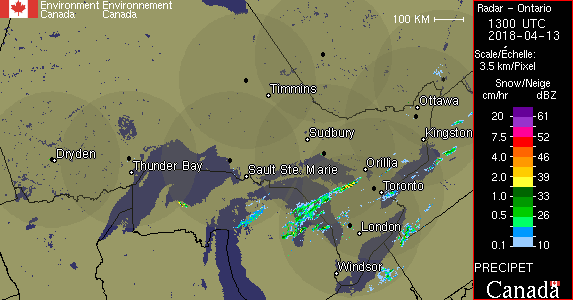 Environment Environnement
Canada Canada
100 KM
Timmins
Ottawa
Sudbury
Kingston
Dryden
Thunder Bay
Sault Ste. Marie
Orillia
Toronto
London
Windsor
Radar – Ontario
1300 UTC
2018-04-13
Scale/Échelle:
3.5 km/Pixel
Snow/Neige
cm/hr dBZ
20 61
7.5 52
4.0 46
2.0 39
1.0 33
0.5 26
0.1 10
PRECIPET
Canada